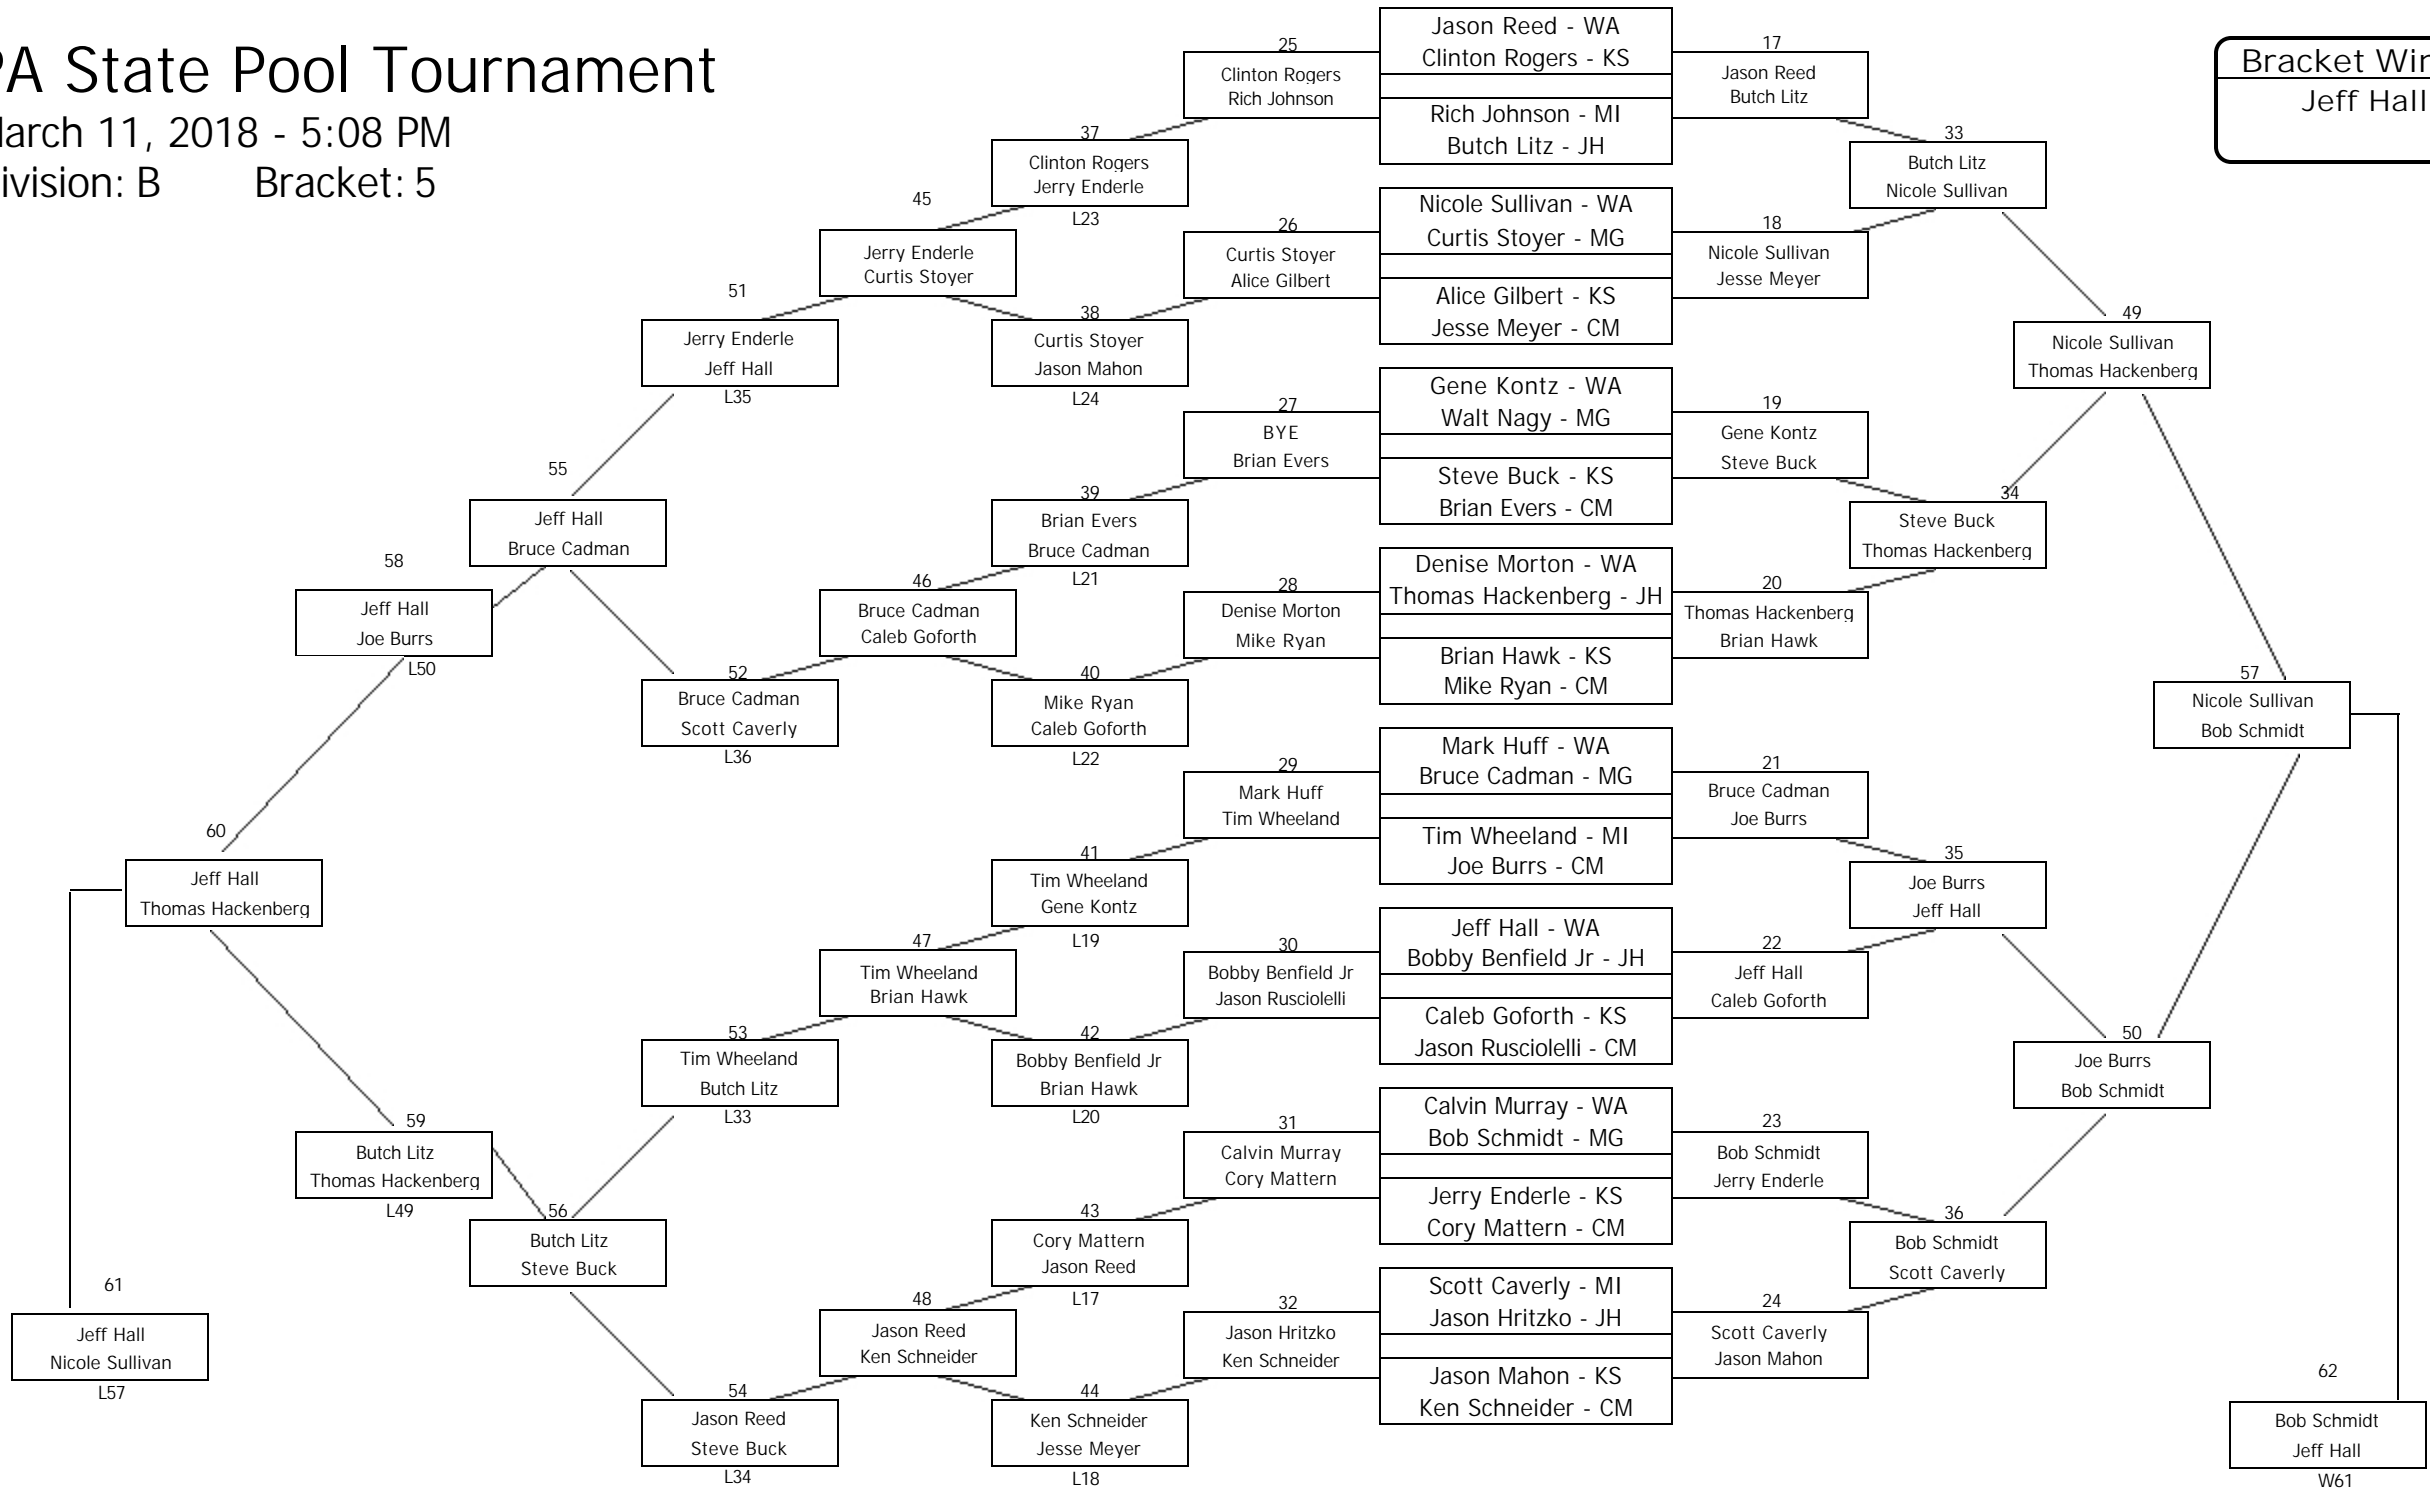 PA State Pool Tournament
March 11, 2018 - 5:08 PM
Division: B Bracket: 5
Bracket Win
Jeff Hall
61
Jeff Hall
Nicole Sullivan
L57
60
Jeff Hall
Thomas Hackenberg
58
Jeff Hall
Joe Burrs
L50
59
Butch Litz
Thomas Hackenberg
L49
55
Jeff Hall
Bruce Cadman
56
Butch Litz
Steve Buck
51
Jerry Enderle
Jeff Hall
L35
52
Bruce Cadman
Scott Caverly
L36
53
Tim Wheeland
Butch Litz
L33
54
Jason Reed
Steve Buck
L34
45
Jerry Enderle
Curtis Stoyer
46
Bruce Cadman
Caleb Goforth
47
Tim Wheeland
Brian Hawk
48
Jason Reed
Ken Schneider
37
Clinton Rogers
Jerry Enderle
L23
38
Curtis Stoyer
Jason Mahon
L24
39
Brian Evers
Bruce Cadman
L21
40
Mike Ryan
Caleb Goforth
L22
41
Tim Wheeland
Gene Kontz
L19
42
Bobby Benfield Jr
Brian Hawk
L20
43
Cory Mattern
Jason Reed
L17
44
Ken Schneider
Jesse Meyer
L18
25
Clinton Rogers
Rich Johnson
26
Curtis Stoyer
Alice Gilbert
27
BYE
Brian Evers
28
Denise Morton
Mike Ryan
29
Mark Huff
Tim Wheeland
30
Bobby Benfield Jr
Jason Rusciolelli
31
Calvin Murray
Cory Mattern
32
Jason Hritzko
Ken Schneider
Jason Reed - WA
Clinton Rogers - KS
Rich Johnson - MI
Butch Litz - JH
Nicole Sullivan - WA
Curtis Stoyer - MG
Alice Gilbert - KS
Jesse Meyer - CM
Gene Kontz - WA
Walt Nagy - MG
Steve Buck - KS
Brian Evers - CM
Denise Morton - WA
Thomas Hackenberg - JH
Brian Hawk - KS
Mike Ryan - CM
Mark Huff - WA
Bruce Cadman - MG
Tim Wheeland - MI
Joe Burrs - CM
Jeff Hall - WA
Bobby Benfield Jr - JH
Caleb Goforth - KS
Jason Rusciolelli - CM
Calvin Murray - WA
Bob Schmidt - MG
Jerry Enderle - KS
Cory Mattern - CM
Scott Caverly - MI
Jason Hritzko - JH
Jason Mahon - KS
Ken Schneider - CM
17
Jason Reed
Butch Litz
18
Nicole Sullivan
Jesse Meyer
19
Gene Kontz
Steve Buck
20
Thomas Hackenberg
Brian Hawk
21
Bruce Cadman
Joe Burrs
22
Jeff Hall
Caleb Goforth
23
Bob Schmidt
Jerry Enderle
24
Scott Caverly
Jason Mahon
33
Butch Litz
Nicole Sullivan
34
Steve Buck
Thomas Hackenberg
35
Joe Burrs
Jeff Hall
36
Bob Schmidt
Scott Caverly
49
Nicole Sullivan
Thomas Hackenberg
50
Joe Burrs
Bob Schmidt
57
Nicole Sullivan
Bob Schmidt
62
Bob Schmidt
Jeff Hall
W61